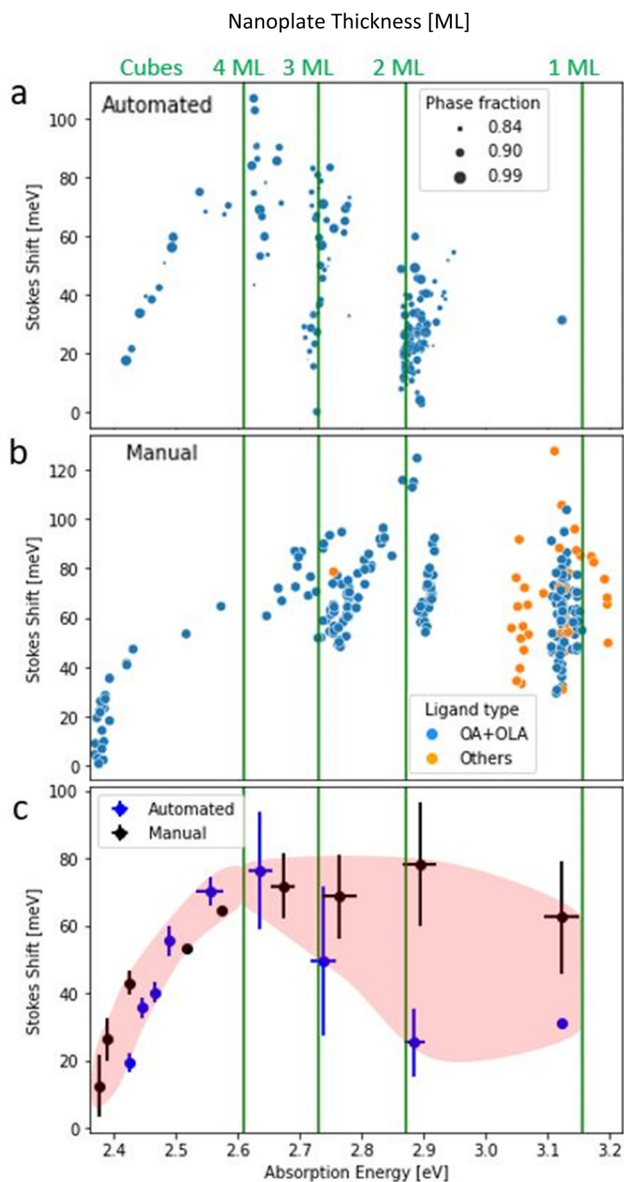 Nanoplate Thickness [ML]
Cubes 4 ML 3 ML 2 ML 1 ML
a
Automated
Phase fraction
0.84
0.90
0.99
100
80
60
40
20
0
Stokes Shift [meV]
b
Manual
120
100
80
60
40
20
0
Stokes Shift [meV]
Ligand type
OA+OLA
Others
c
Automated
Manual
100
80
60
40
20
0
Stokes Shift [meV]
2.4 2.5 2.6 2.7 2.8 2.9 3.0 3.1 3.2
Absorption Energy [eV]